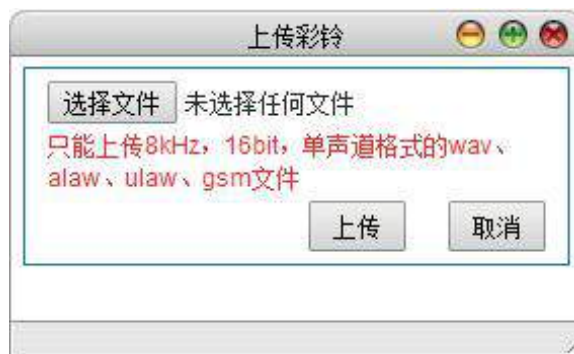 上传彩铃
选择文件 未选择任何文件
只能上传8kHz，16bit，单声道格式的wav、
alaw、ulaw、gsm文件
上传 取消